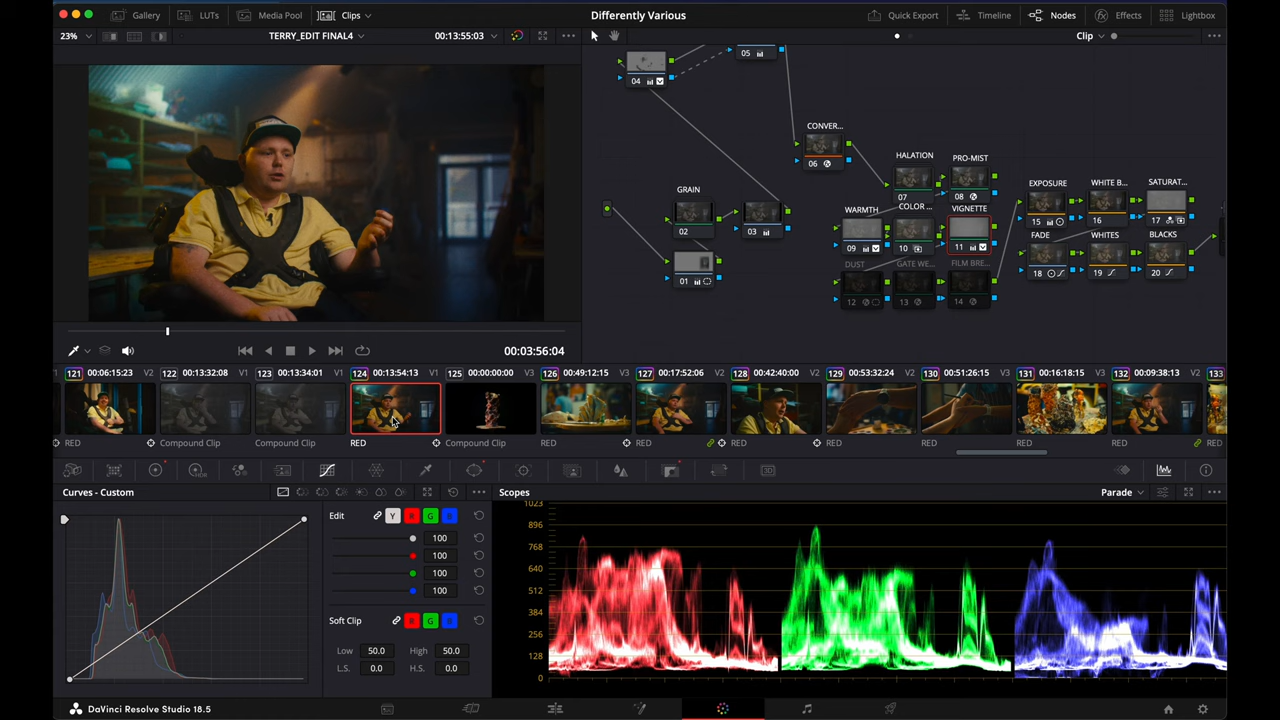 Gallery LUTs Media Pool Clips Differently Various Quick Export Timeline Nodes Effects Lightbox
23% TERRY_EDIT FINAL4 00:13:55:03 Clip
05
04
CONVER...
06
HALATION PRO-MIST
07 08
GRAIN
02 03
01
WARMTH COLOR ... VIGNETTE
09 10 11
DUST GATE WE... FILM BRE...
12 13 14
EXPOSURE WHITE B... SATURAT...
15 16 17
FADE WHITES BLACKS
18 19 20
00:03:56:04
121 00:06:15:23 V2 122 00:13:32:08 V2 123 00:13:34:01 V2 124 00:13:54:13 V1 125 00:00:00:00 V3 126 00:49:12:15 V3 127 00:17:52:06 V2 128 00:42:40:00 V2 129 00:53:32:24 V2 130 00:51:26:15 V1 131 00:16:18:15 V1 132 00:09:38:13 V1 133
RED Compound Clip Compound Clip RED Compound Clip RED RED RED RED RED RED RED
HDR 3D
Curves - Custom Scopes Parade
Edit Y R G B
100
100
100
100
Soft Clip R G B
Low 50.0 High 50.0
L.S. 0.0 H.S. 0.0
1023
896
768
640
512
384
256
128
0
DaVinci Resolve Studio 18.5